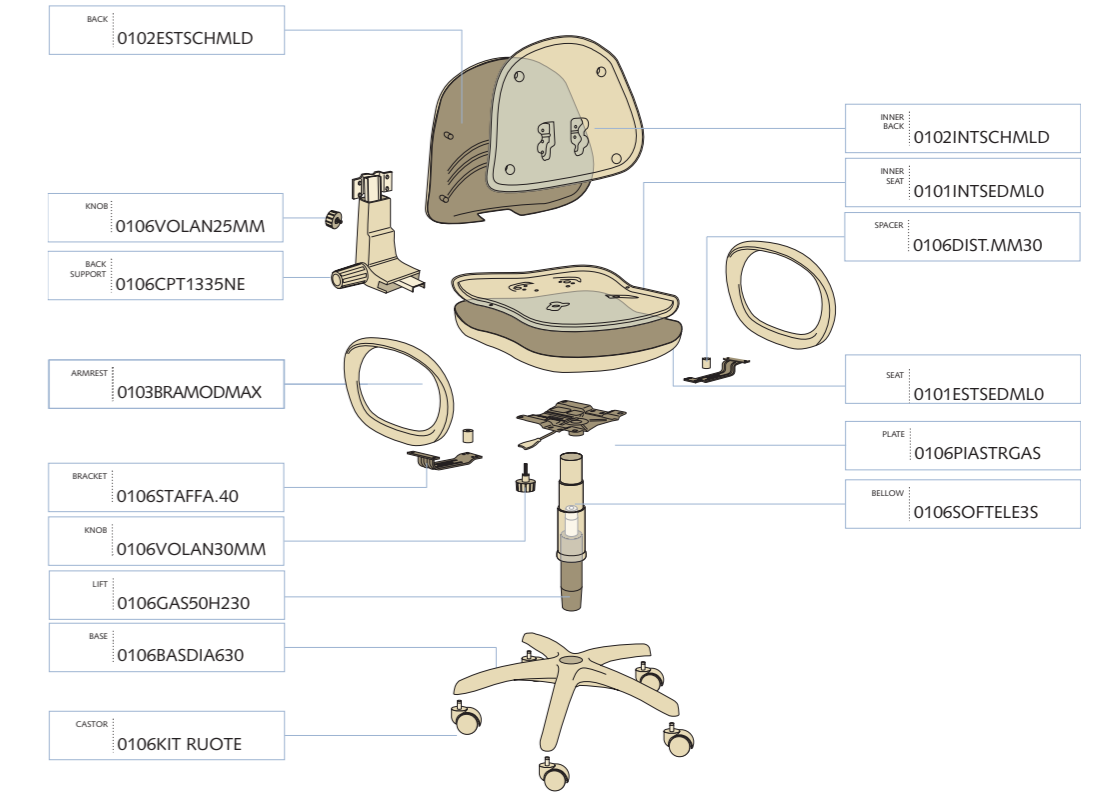 BACK
0102ESTSCHMLD
KNOB
0106VOLAN25MM
BACK
SUPPORT
0106CPT1335NE
ARMREST
0103BRAMODMAX
BRACKET
0106STAFFA.40
KNOB
0106VOLAN30MM
LIFT
0106GAS50H230
BASE
0106BASDIA630
CASTOR
0106KIT RUOTE
INNER
BACK
0102INTSCHMLD
INNER
SEAT
0101INTSEDML0
SPACER
0106DIST.MM30
SEAT
0101ESTSEDML0
PLATE
0106PIASTRGAS
BELLOW
0106SOFTELE3S